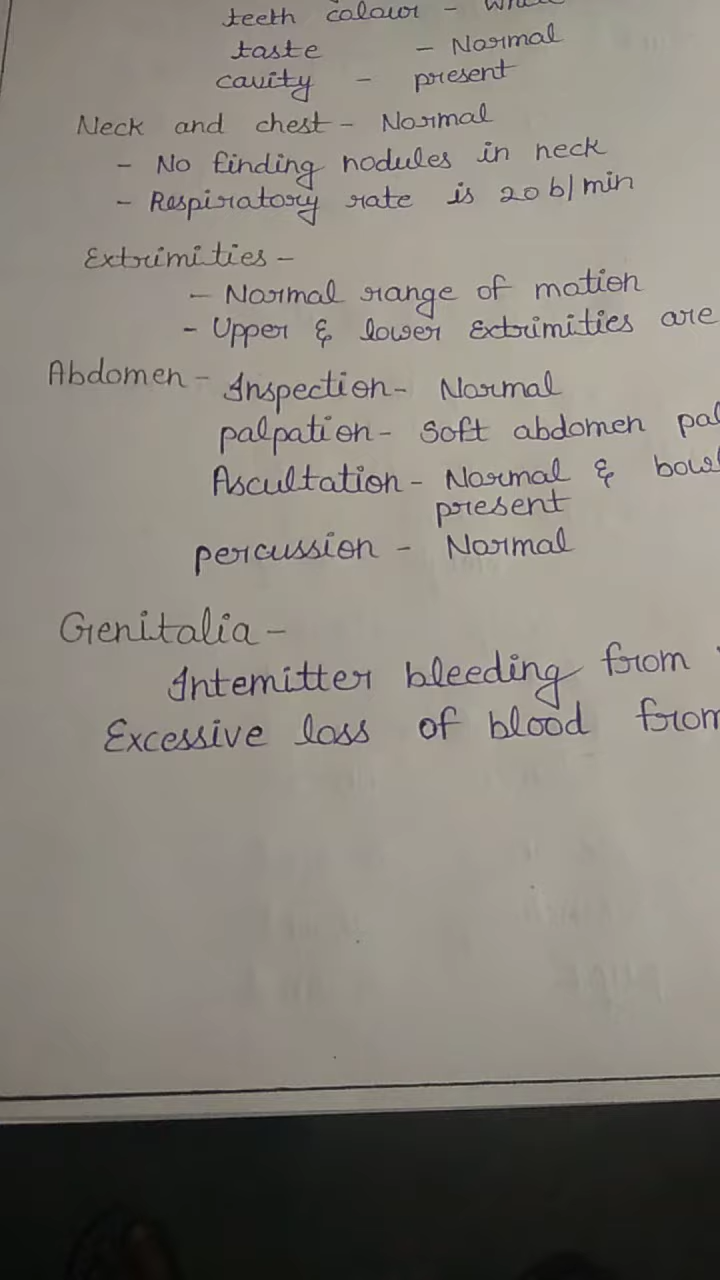 teeth colour -
taste - Normal
cavity - present
Neck and chest - Normal
- No finding nodules in neck
- Respiratory rate is 20 b/min
Extrimities -
- Normal range of motion
- Upper & lower Extrimities are
Abdomen - Inspection - Normal
palpation - Soft abdomen
Ascultation - Normal &
present
percussion - Normal
Genitalia -
Intemitter bleeding from
Excessive loss of blood from